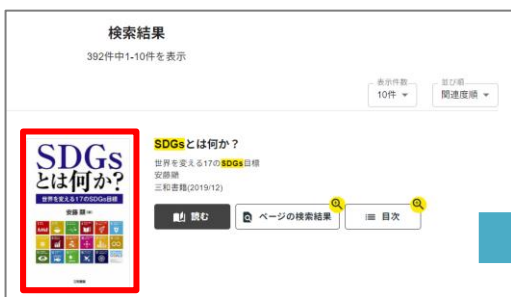 検索結果
392件中1-10件を表示
表示件数
10件
並び順
関連度順
SDGs
とは何か?
世界を変える17のSDGs目標
安藤 顯
SDGsとは何か？
世界を変える17のSDGs目標
安藤顯
三和書籍(2019/12)
読む
ページの検索結果
目次